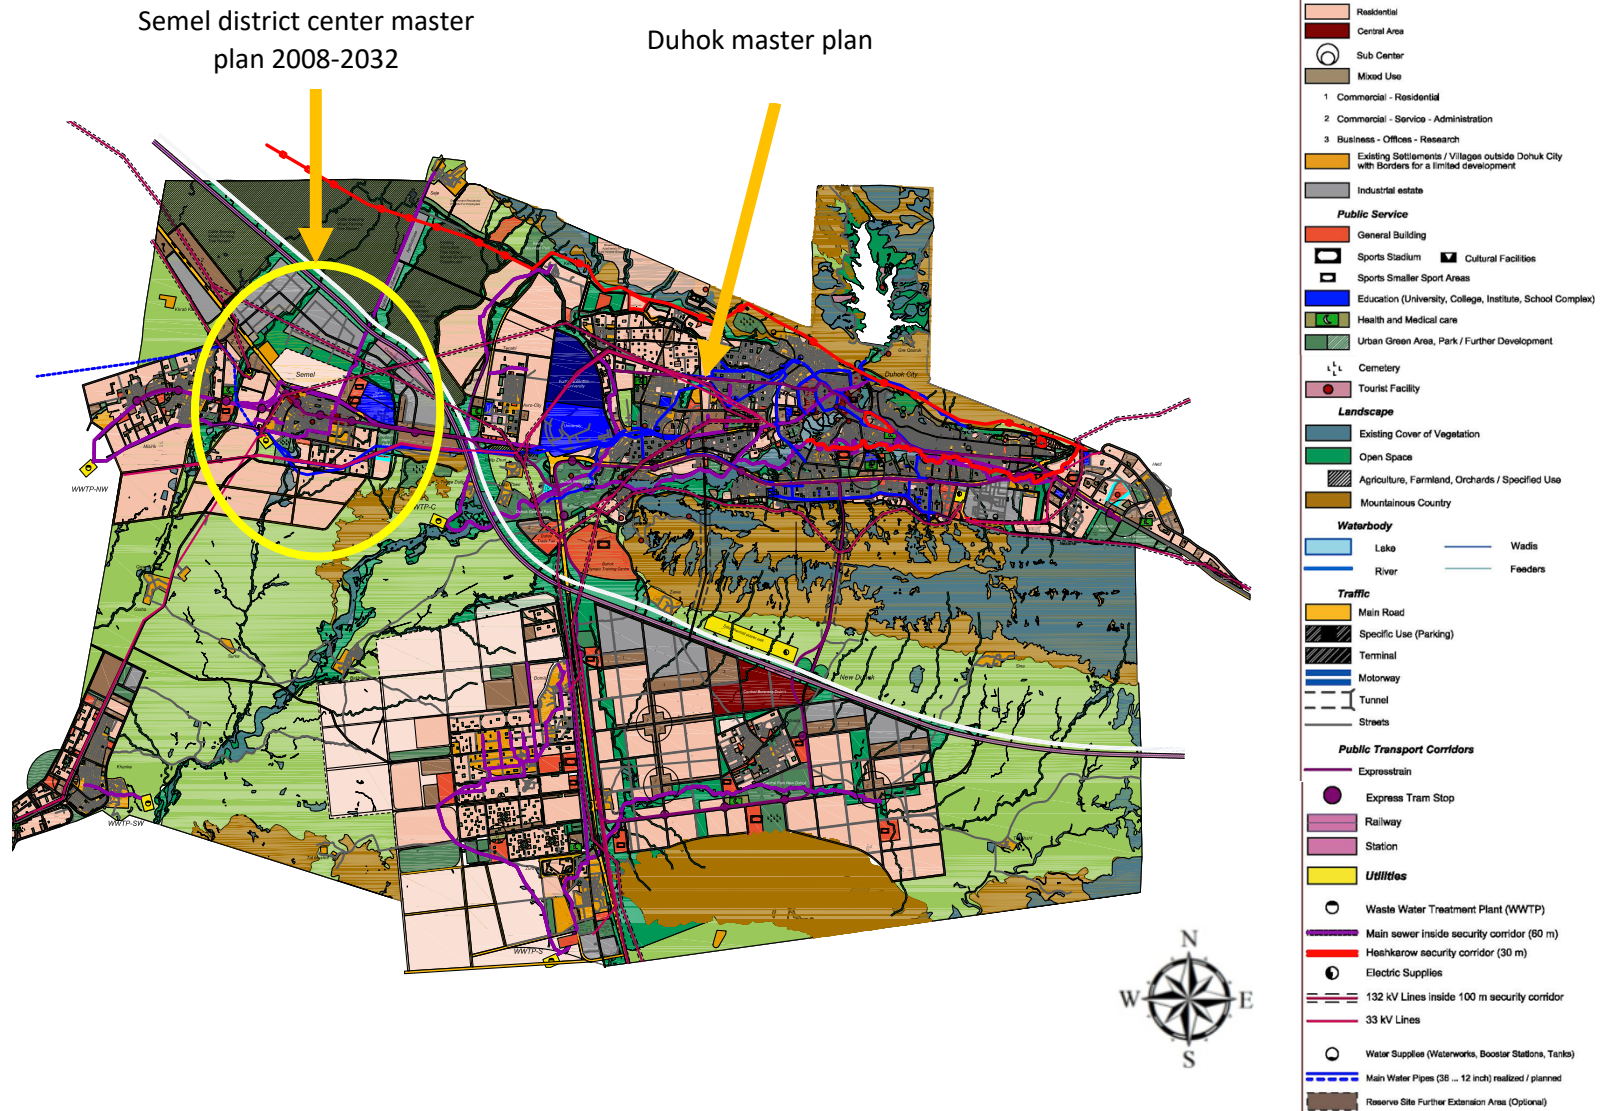 Semel district center master
plan 2008-2032
Duhok master plan
Semel
Duhok City
New Duhok
WWTP-NW
WWTP-C
WWTP-SW
WWTP-S
N
W
E
S
Residential
Central Area
Sub Center
Mixed Use
1 Commercial - Residential
2 Commercial - Service - Administration
3 Business - Offices - Research
Existing Settlements / Villages outside Dohuk City
with Borders for a limited development
Industrial estate
Public Service
General Building
Sports Stadium
Cultural Facilities
Sports Smaller Sport Areas
Education (University, College, Institute, School Complex)
Health and Medical care
Urban Green Area, Park / Further Development
Cemetery
Tourist Facility
Landscape
Existing Cover of Vegetation
Open Space
Agriculture, Farmland, Orchards / Specified Use
Mountainous Country
Waterbody
Lake
Wadis
River
Feeders
Traffic
Main Road
Specific Use (Parking)
Terminal
Motorway
Tunnel
Streets
Public Transport Corridors
Expresstrain
Express Tram Stop
Railway
Station
Utilities
Waste Water Treatment Plant (WWTP)
Main sewer inside security corridor (60 m)
Heshkarow security corridor (30 m)
Electric Supplies
132 kV Lines inside 100 m security corridor
33 kV Lines
Water Supplies (Waterworks, Booster Stations, Tanks)
Main Water Pipes (36 ... 12 inch) realized / planned
Reserve Site Further Extension Area (Optional)